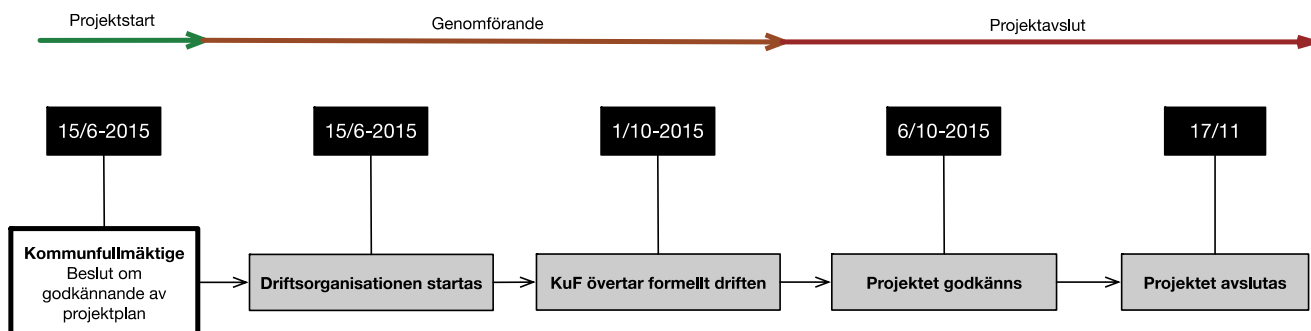 Projektstart
Genomförande
Projektavslut
15/6-2015
15/6-2015
1/10-2015
6/10-2015
17/11
Kommunfullmäktige
Beslut om
godkännande av
projektplan
Driftsorganisationen startas
KuF övertar formellt driften
Projektet godkänns
Projektet avslutas